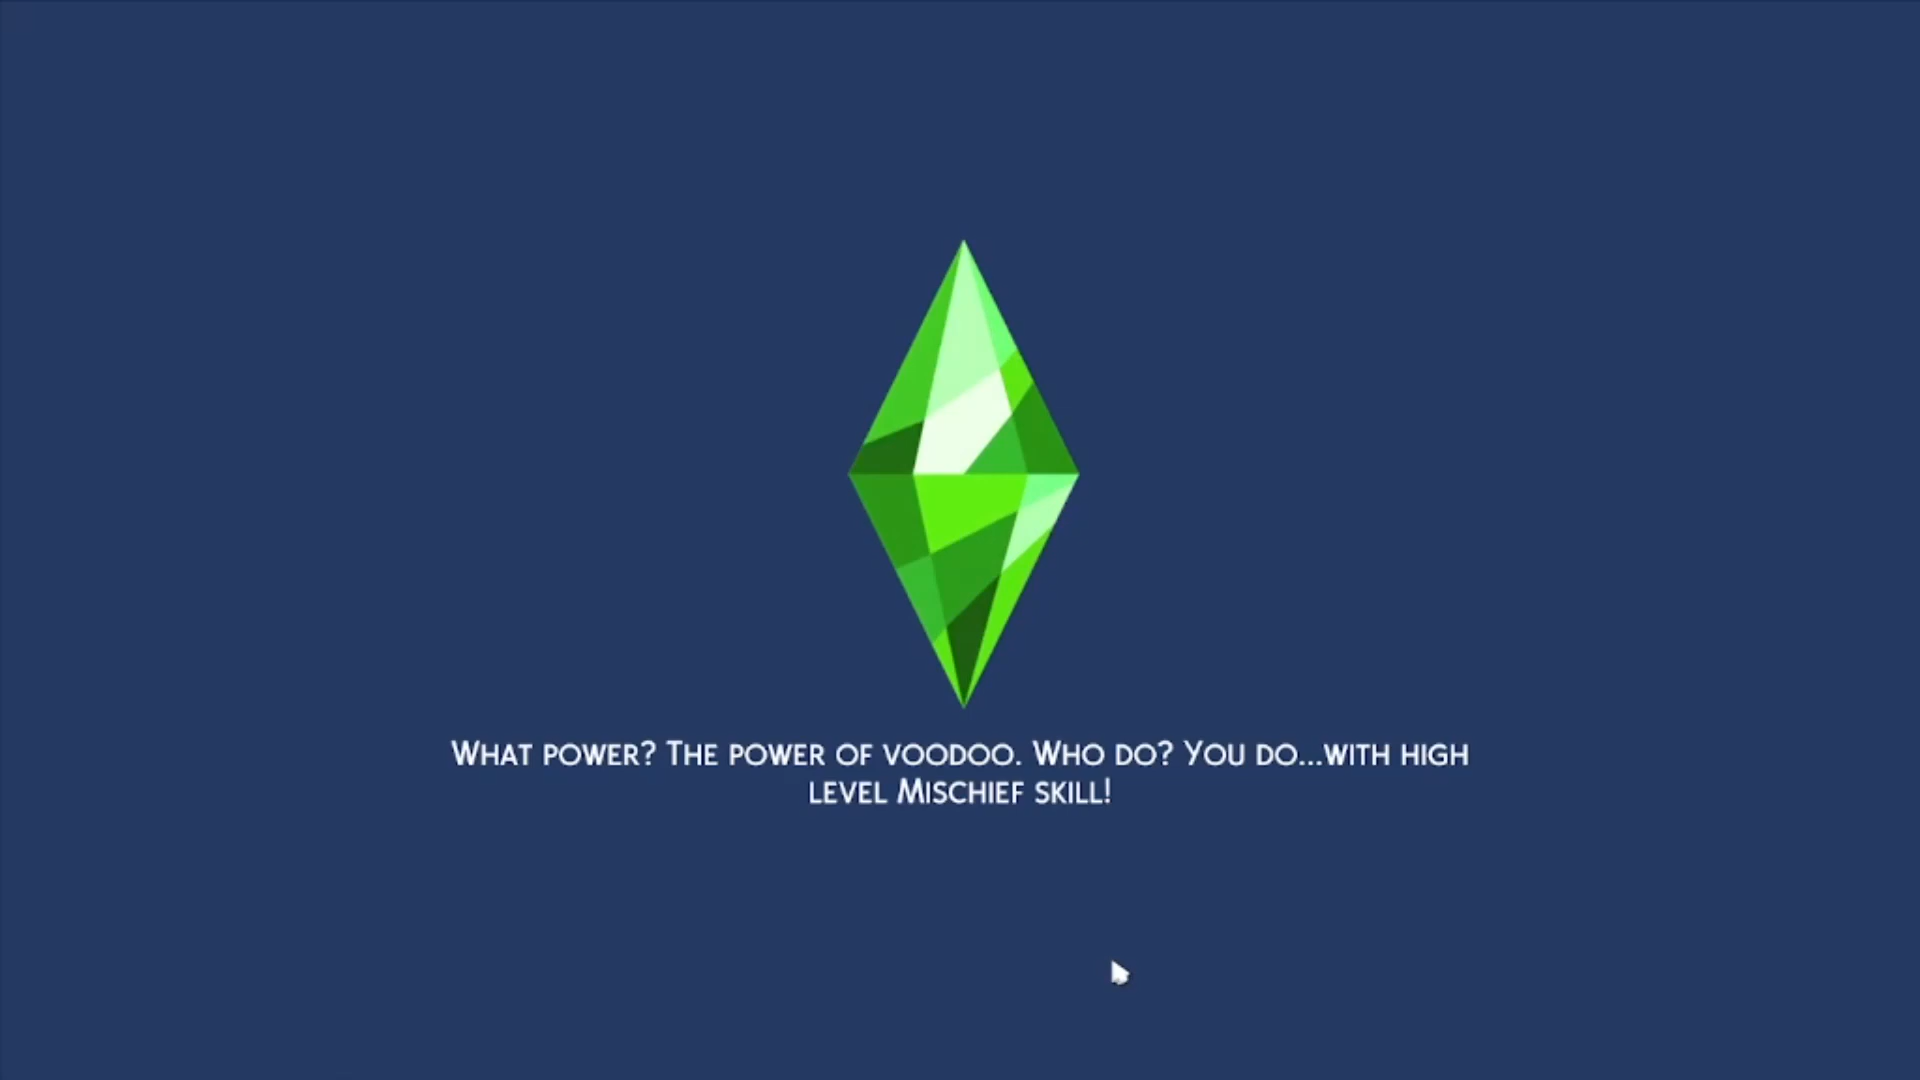 What power? The power of voodoo. Who do? You do...with high
level Mischief skill!